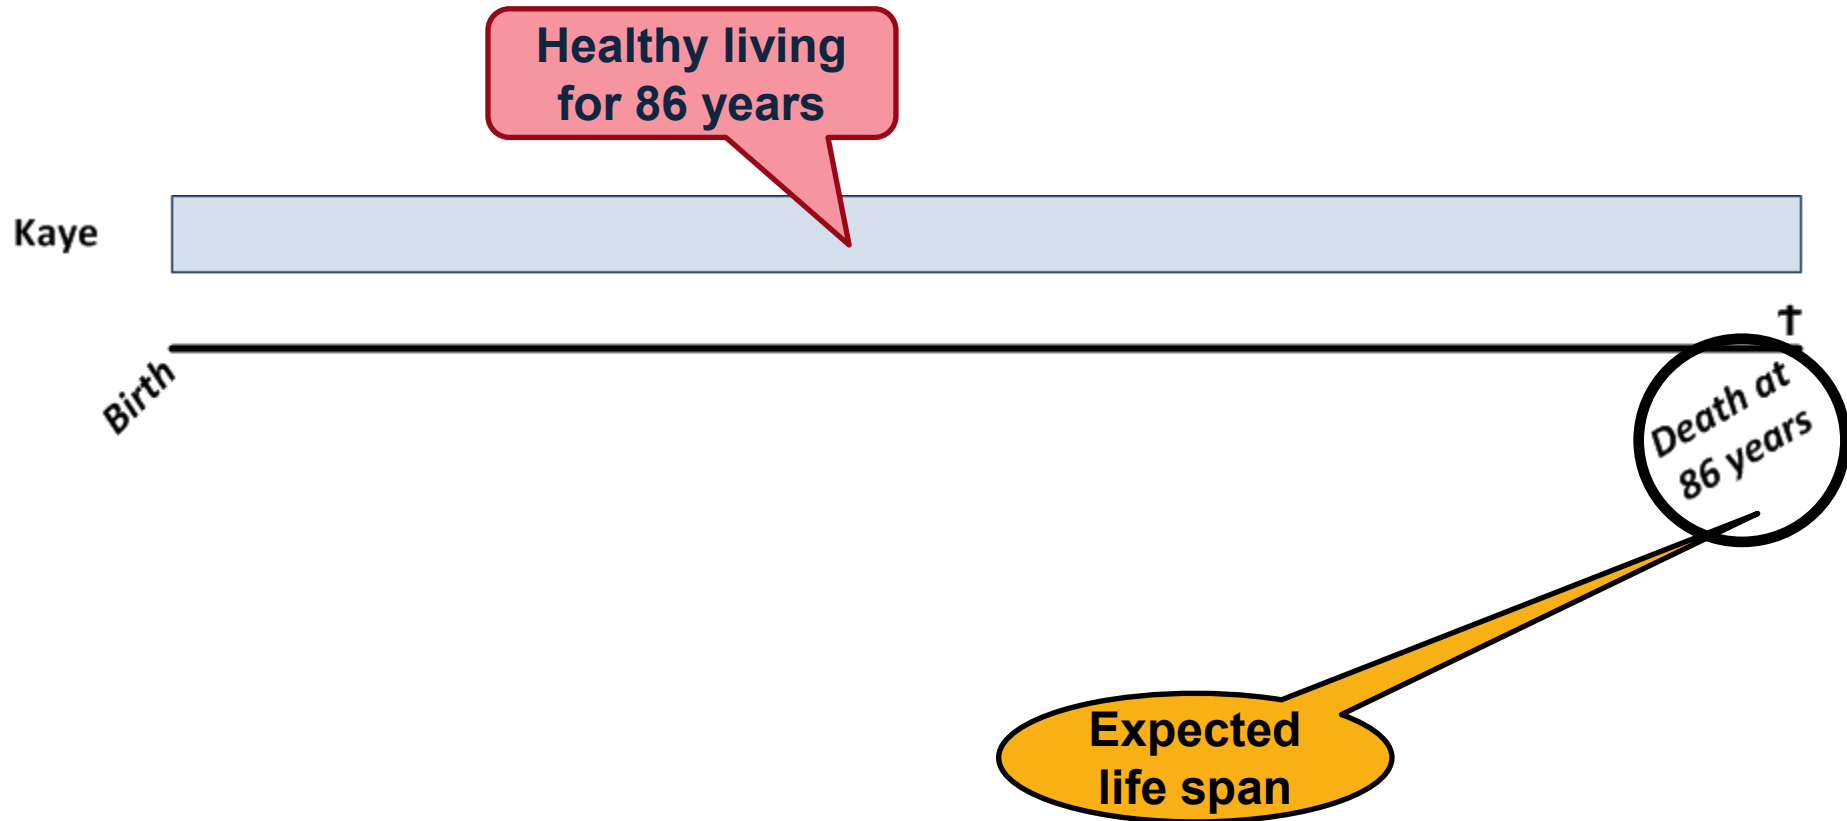 Healthy living
for 86 years
Kaye
†
Birth
Death at
86 years
Expected
life span